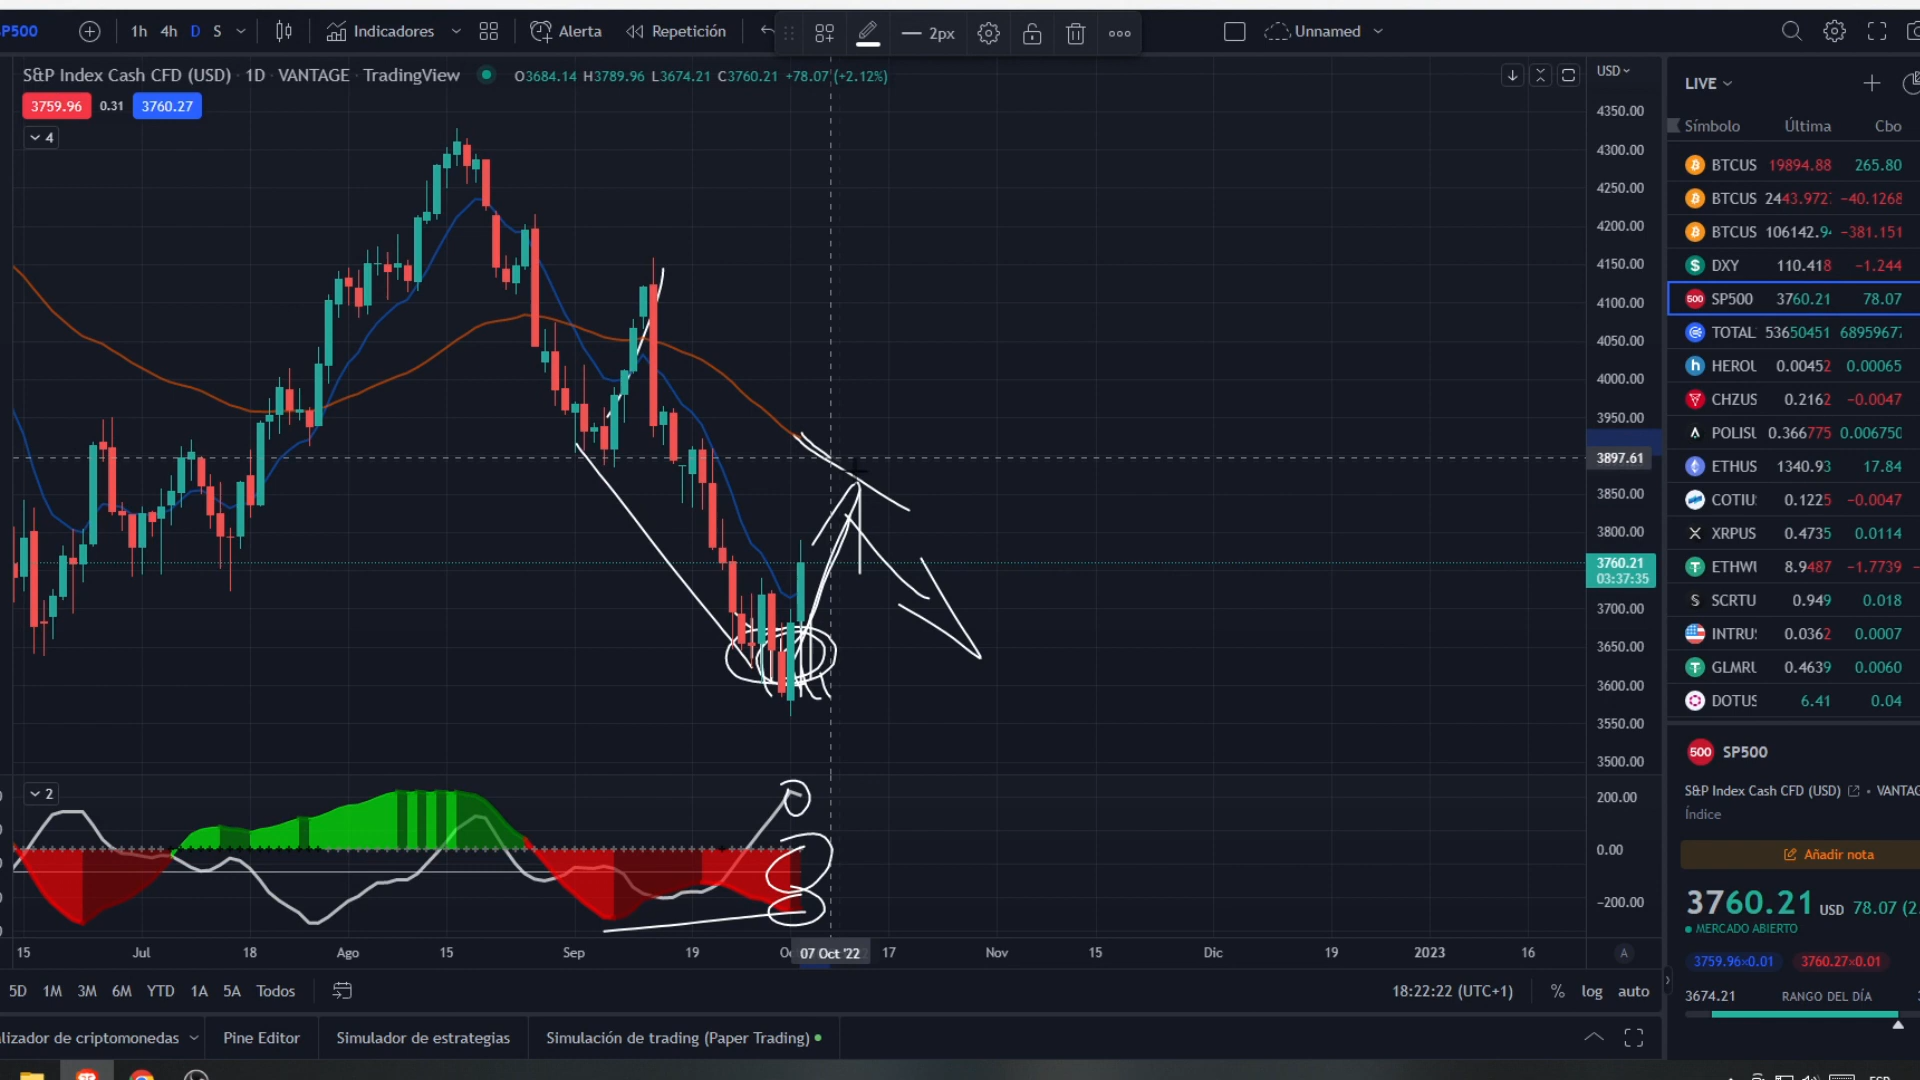 P500
1h 4h D S Indicadores Alerta Repetición 2px Unnamed
S&P Index Cash CFD (USD) · 1D · VANTAGE · TradingView O3684.14 H3789.96 L3674.21 C3760.21 +78.07 (+2.12%)
3759.96 0.31 3760.27
4
USD
4350.00
4300.00
4250.00
4200.00
4150.00
4100.00
4050.00
4000.00
3950.00
3897.61
3850.00
3800.00
3760.21
03:37:35
3700.00
3650.00
3600.00
3550.00
3500.00
2
200.00
0.00
−200.00
15 Jul 18 Ago 15 Sep 19 07 Oct '22 17 Nov 15 Dic 19 2023 16 A
5D 1M 3M 6M YTD 1A 5A Todos 18:22:22 (UTC+1) % log auto
lizador de criptomonedas Pine Editor Simulador de estrategias Simulación de trading (Paper Trading)
LIVE
Símbolo Última Cbo
BTCUS 19894.88 265.80
BTCUS 2443.972 −40.1268
BTCUS 106142.9 −381.151
DXY 110.418 −1.244
500 SP500 3760.21 78.07
TOTAL 53650451 6895967
HEROU 0.00452 0.00065
CHZUS 0.2162 −0.0047
POLISU 0.366775 0.006750
ETHUS 1340.93 17.84
COTIU 0.1225 −0.0047
XRPUS 0.4735 0.0114
ETHWU 8.9487 −1.7739 −
SCRTU 0.949 0.018
INTRU 0.0362 0.0007
GLMRU 0.4639 0.0060
DOTUS 6.41 0.04
500 SP500
S&P Index Cash CFD (USD) • VANTAG
Índice
Añadir nota
3760.21 USD 78.07 (2.
MERCADO ABIERTO
3759.96×0.01 3760.27×0.01
3674.21 RANGO DEL DÍA
ESP